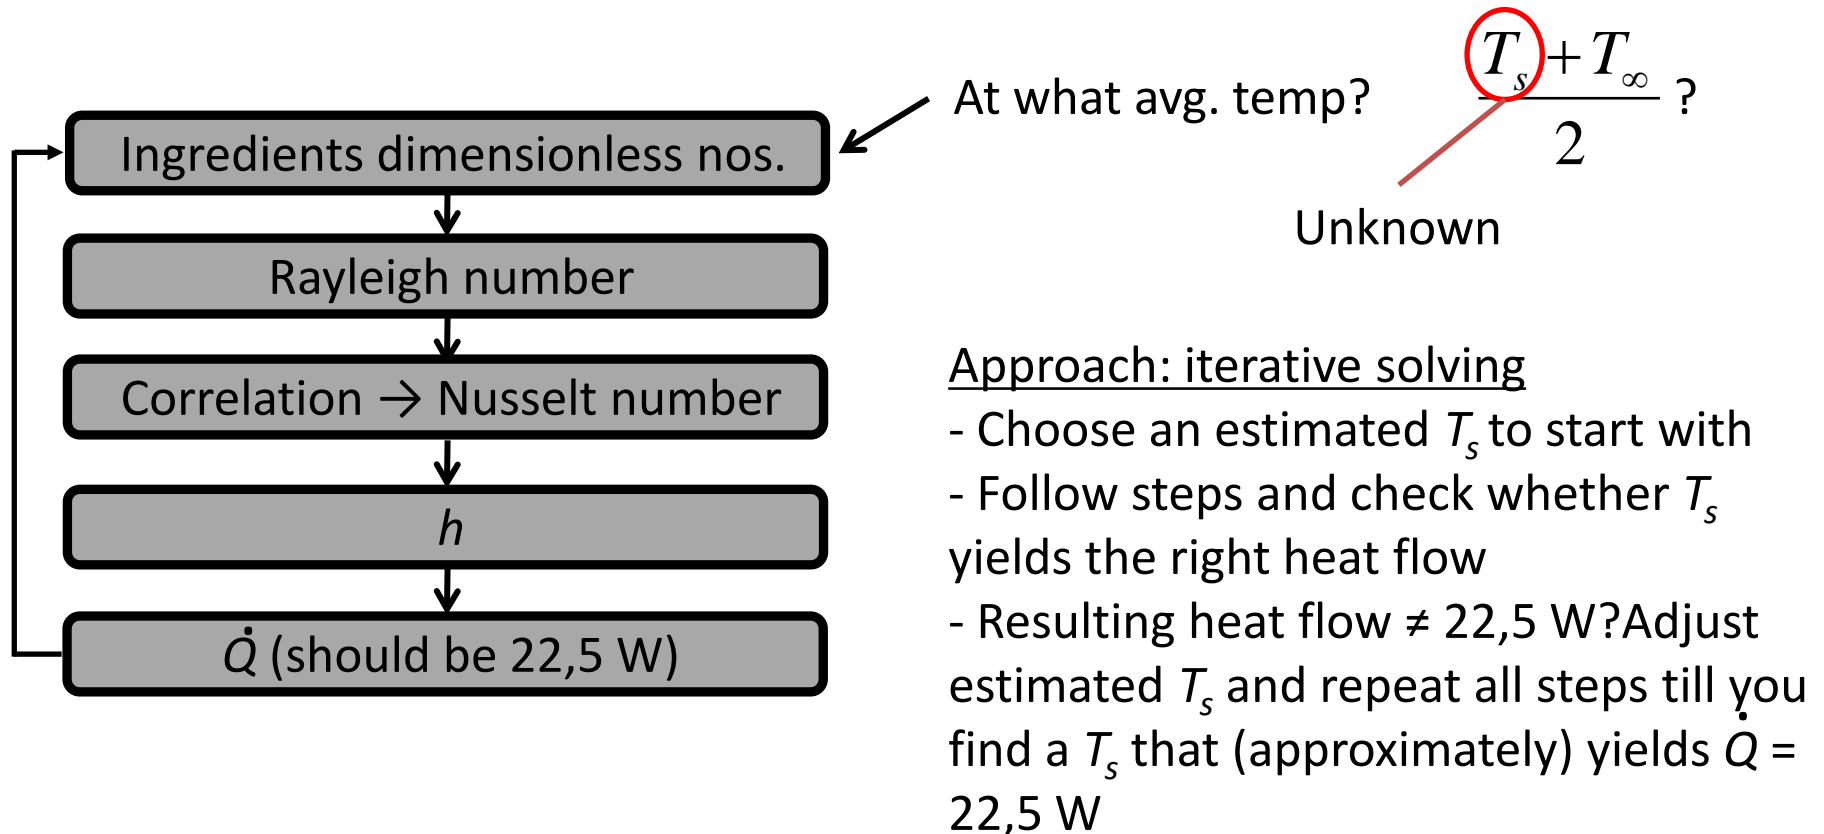 At what avg. temp?
(T_s + T_∞) / 2 ?
Unknown
Ingredients dimensionless nos.
Rayleigh number
Correlation → Nusselt number
h
Q̇ (should be 22,5 W)
Approach: iterative solving
- Choose an estimated T_s to start with
- Follow steps and check whether T_s
yields the right heat flow
- Resulting heat flow ≠ 22,5 W?Adjust
estimated T_s and repeat all steps till you
find a T_s that (approximately) yields Q̇ =
22,5 W